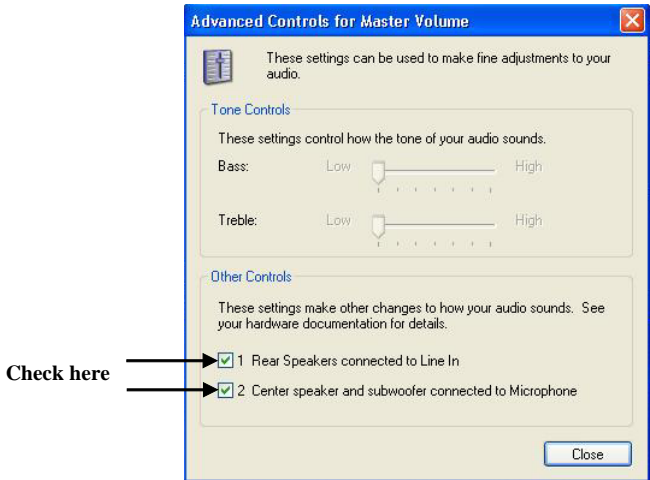 Advanced Controls for Master Volume
These settings can be used to make fine adjustments to your
audio.
Tone Controls
These settings control how the tone of your audio sounds.
Bass: Low High
Treble: Low High
Other Controls
These settings make other changes to how your audio sounds. See
your hardware documentation for details.
1 Rear Speakers connected to Line In
Check here
2 Center speaker and subwoofer connected to Microphone
Close